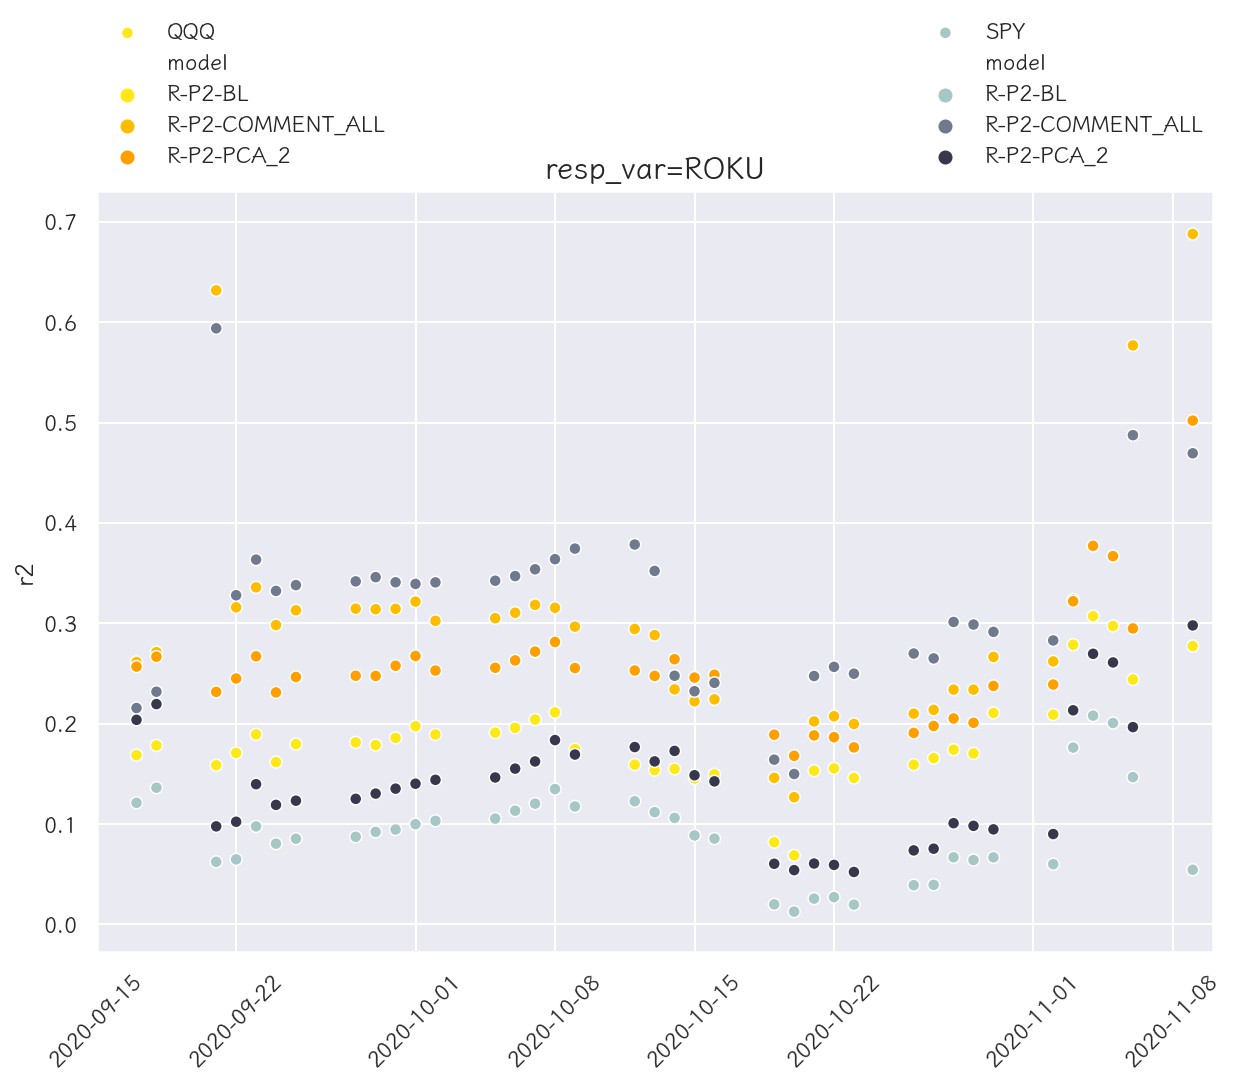 QQQ
model
R-P2-BL
R-P2-COMMENT_ALL
R-P2-PCA_2
SPY
model
R-P2-BL
R-P2-COMMENT_ALL
R-P2-PCA_2
resp_var=ROKU
0.7
0.6
0.5
0.4
0.3
0.2
0.1
0.0
r2
2020-09-15
2020-09-22
2020-10-01
2020-10-08
2020-10-15
2020-10-22
2020-11-01
2020-11-08